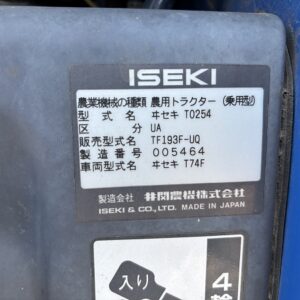 ISEKI
農業機械の種類 農用トラクター (乗用型)
型式名 ヰセキ T0254
区分 UA
販売型式名 TF193F-UQ
製造番号 005464
車両型式名 ヰセキ T74F
製造会社 井関農機株式会社
ISEKI & CO., LTD. MADE IN JAPAN
入り
4輪